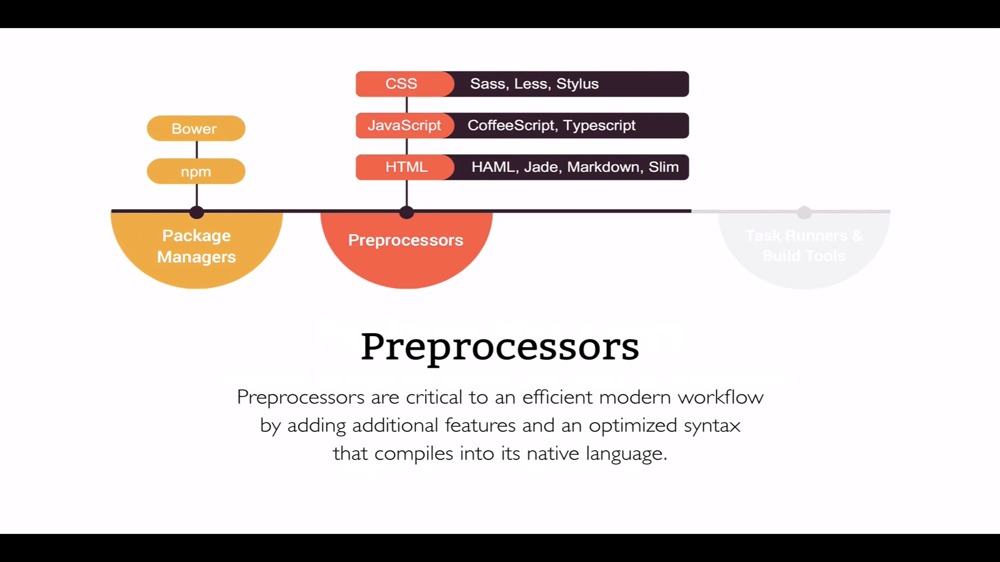 CSS
Sass, Less, Stylus
JavaScript
CoffeeScript, Typescript
HTML
HAML, Jade, Markdown, Slim
Bower
npm
Package
Managers
Preprocessors
Task Runners &
Build Tools
Preprocessors
Preprocessors are critical to an efficient modern workflow
by adding additional features and an optimized syntax
that compiles into its native language.